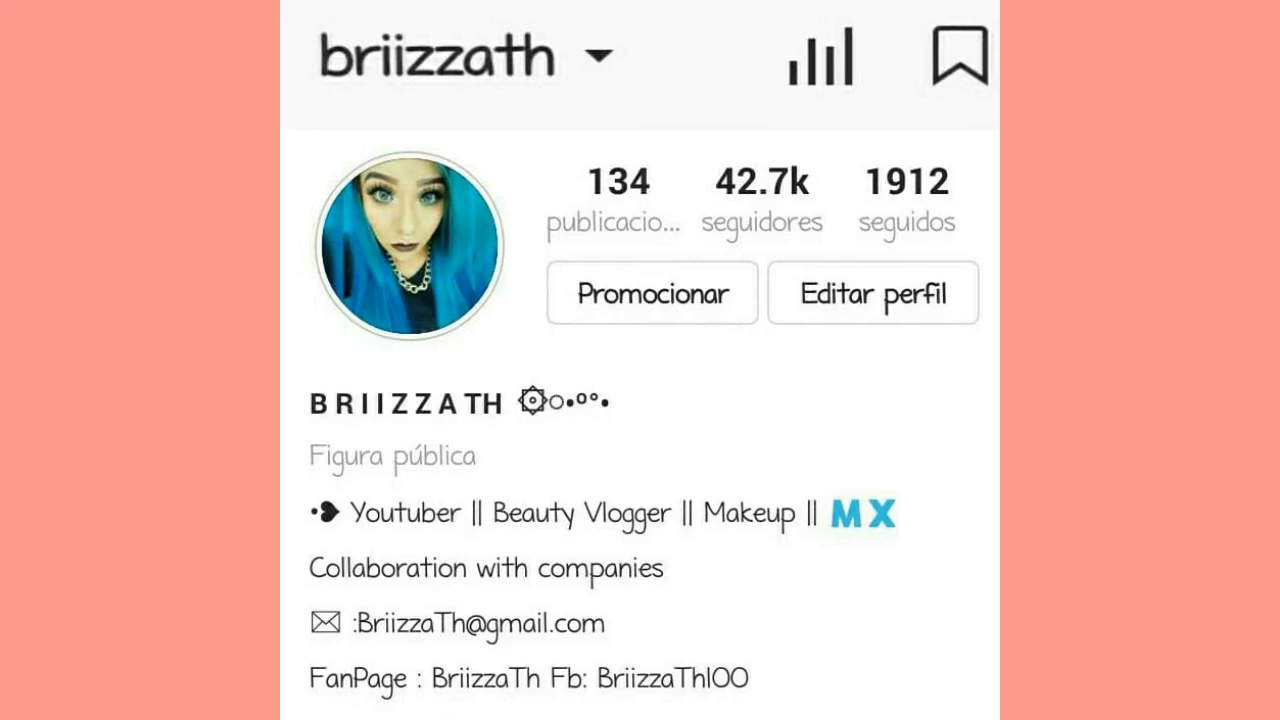 briizzath
134 42.7k 1912
publicacio... seguidores seguidos
Promocionar Editar perfil
BRIIZZATH ۞○•º°•
Figura pública
•❥ Youtuber || Beauty Vlogger || Makeup || MX
Collaboration with companies
✉ :BriizzaTh@gmail.com
FanPage : BriizzaTh Fb: BriizzaTh100